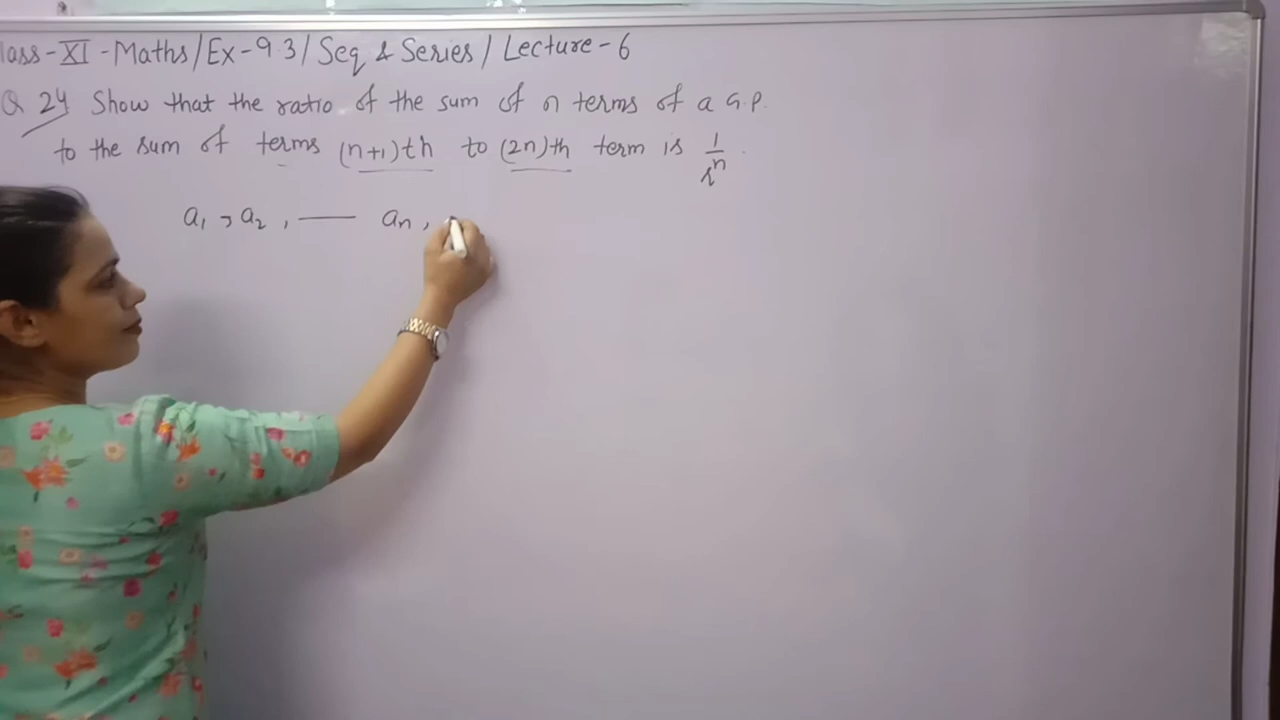 lass-XI-Maths/Ex-9.3/Seq & Series/Lecture-6
Q 24 Show that the ratio of the sum of n terms of a G.P.
to the sum of terms (n+1)th to (2n)th term is 1/r^n.
a₁, a₂, —— aₙ,